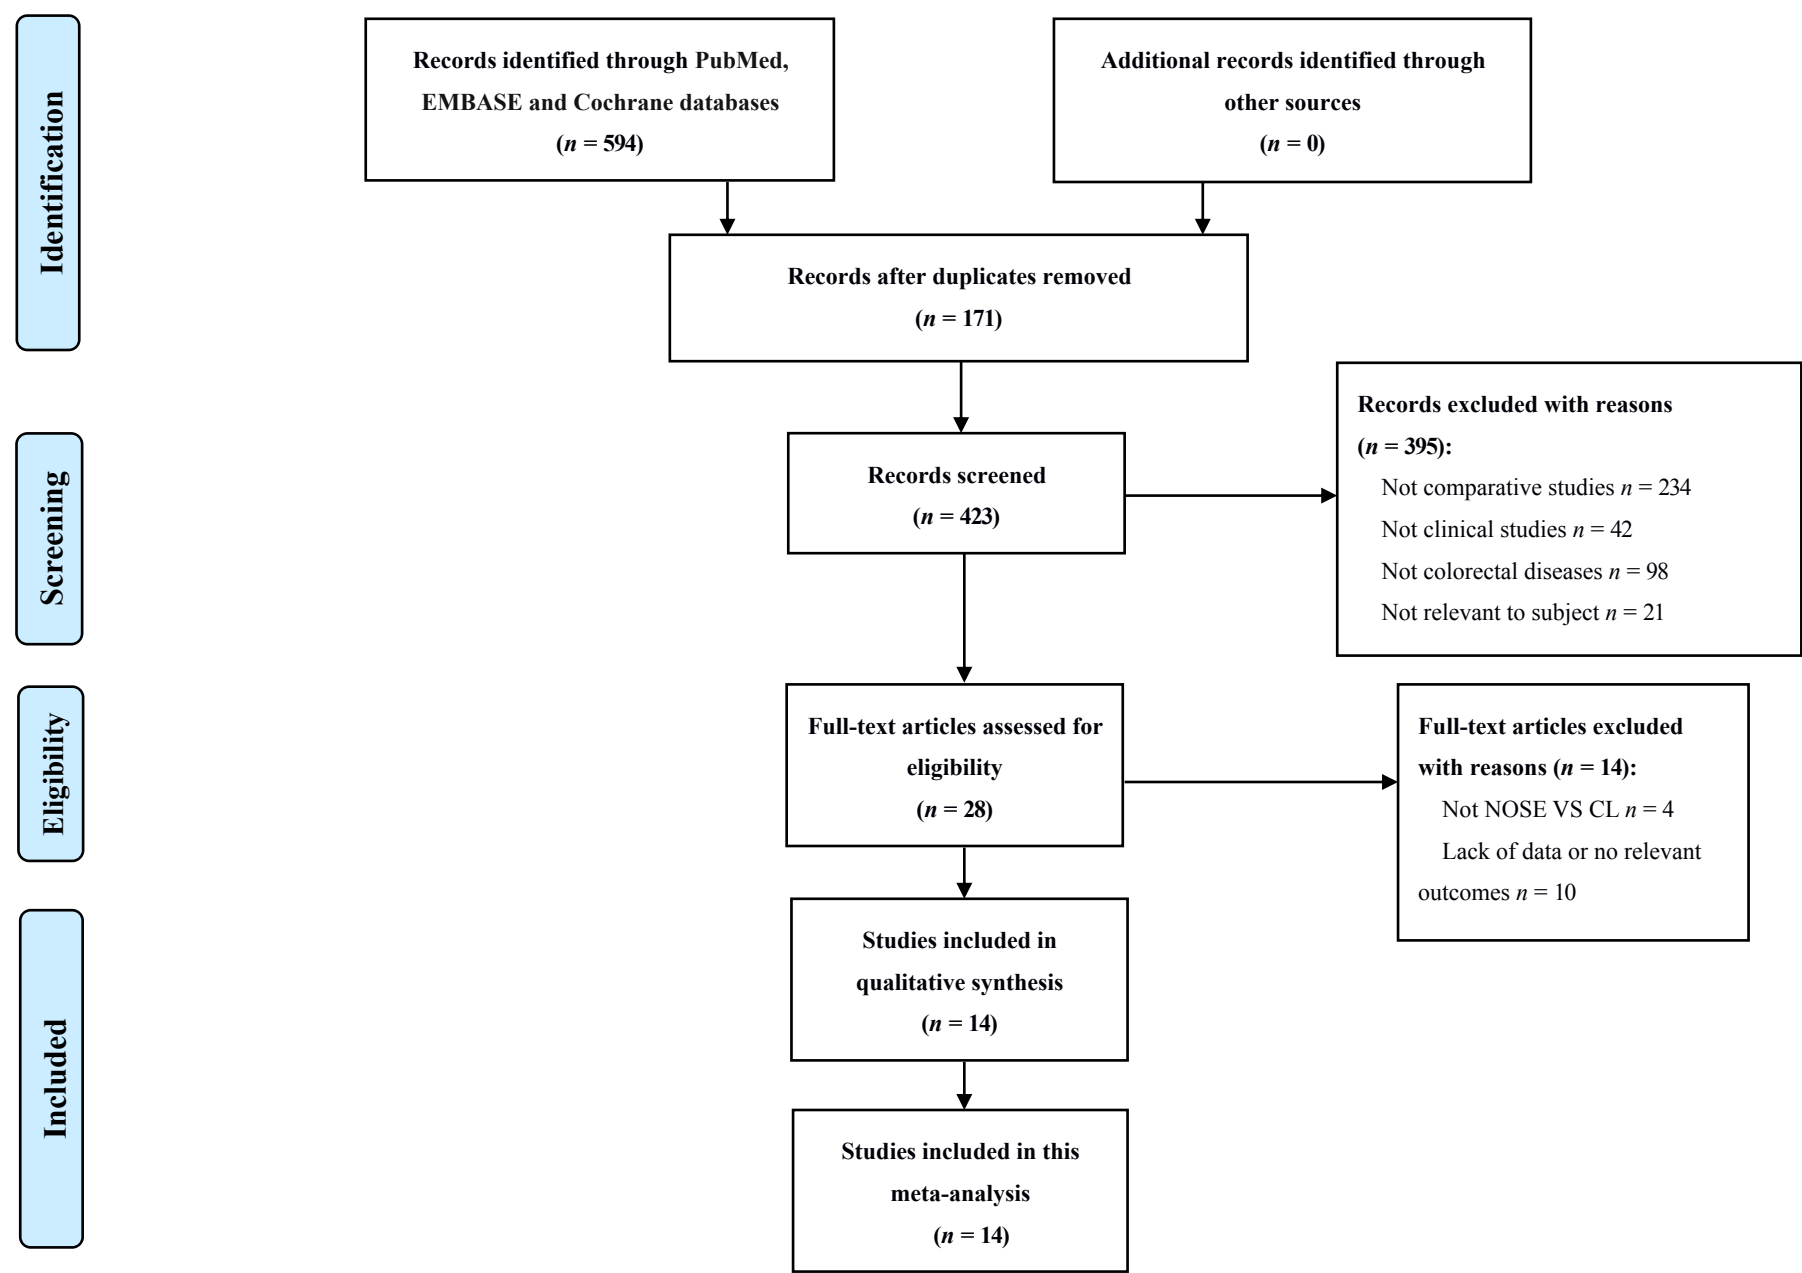 Identification
Records identified through PubMed,
EMBASE and Cochrane databases
(n = 594)
Additional records identified through
other sources
(n = 0)
Records after duplicates removed
(n = 171)
Screening
Records screened
(n = 423)
Records excluded with reasons
(n = 395):
Not comparative studies n = 234
Not clinical studies n = 42
Not colorectal diseases n = 98
Not relevant to subject n = 21
Eligibility
Full-text articles assessed for
eligibility
(n = 28)
Full-text articles excluded
with reasons (n = 14):
Not NOSE VS CL n = 4
Lack of data or no relevant
outcomes n = 10
Included
Studies included in
qualitative synthesis
(n = 14)
Studies included in this
meta-analysis
(n = 14)